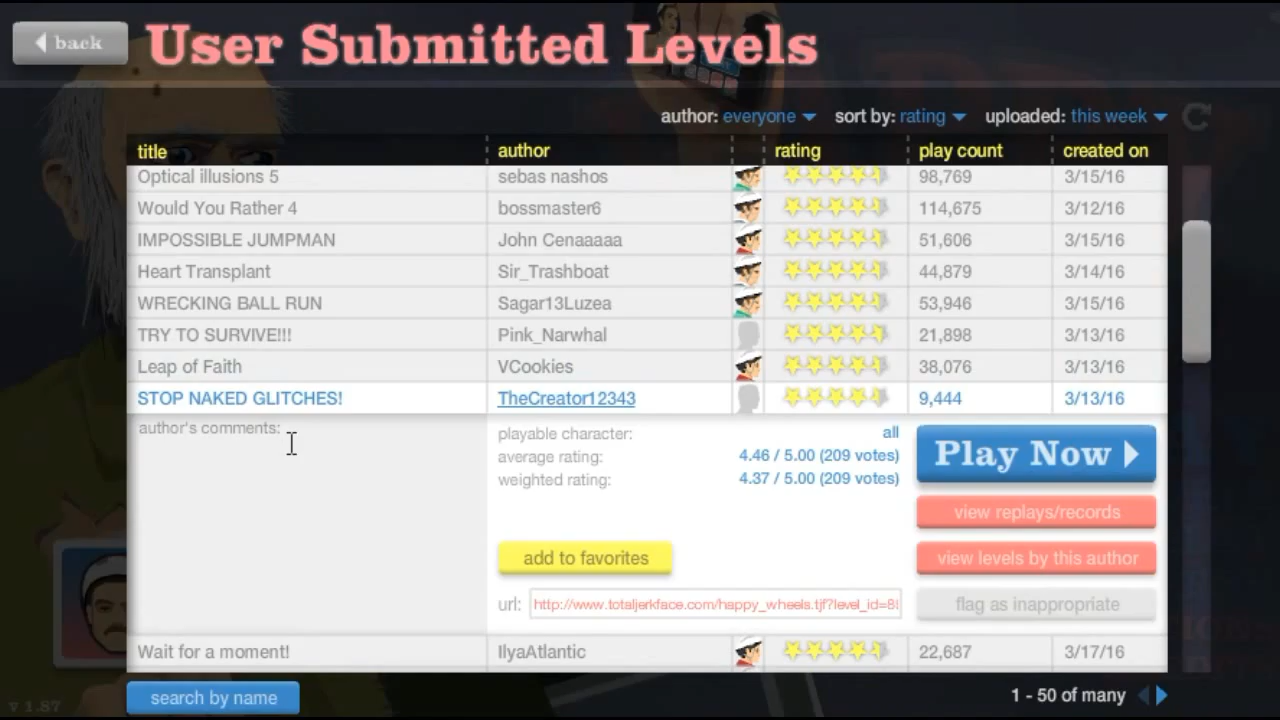 back
User Submitted Levels
author: everyone sort by: rating uploaded: this week
title author rating play count created on
Optical illusions 5 sebas nashos 98,769 3/15/16
Would You Rather 4 bossmaster6 114,675 3/12/16
IMPOSSIBLE JUMPMAN John Cenaaaaa 51,606 3/15/16
Heart Transplant Sir_Trashboat 44,879 3/14/16
WRECKING BALL RUN Sagar13Luzea 53,946 3/15/16
TRY TO SURVIVE!!! Pink_Narwhal 21,898 3/13/16
Leap of Faith VCookies 38,076 3/13/16
STOP NAKED GLITCHES! TheCreator12343 9,444 3/13/16
author's comments:
playable character: all
average rating: 4.46 / 5.00 (209 votes)
weighted rating: 4.37 / 5.00 (209 votes)
Play Now
view replays/records
add to favorites
view levels by this author
url: http://www.totaljerkface.com/happy_wheels.tjf?level_id=8
flag as inappropriate
Wait for a moment! IlyaAtlantic 22,687 3/17/16
v 1.87
search by name
1 - 50 of many